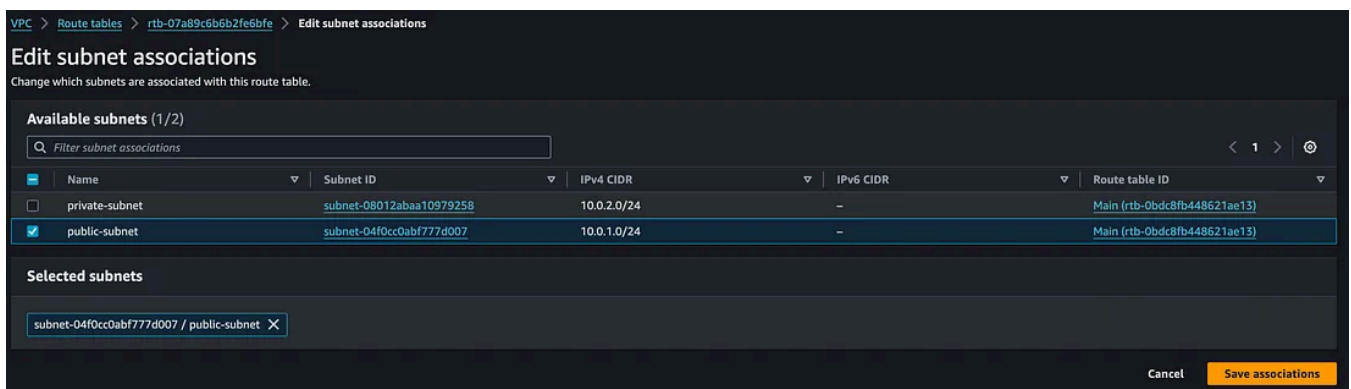 VPC > Route tables > rtb-07a89c6b6b2fe6bfe > Edit subnet associations
Edit subnet associations
Change which subnets are associated with this route table.
Available subnets (1/2)
Filter subnet associations
< 1 >
Name Subnet ID IPv4 CIDR IPv6 CIDR Route table ID
private-subnet subnet-08012abaa10979258 10.0.2.0/24 – Main (rtb-0bdc8fb448621ae13)
public-subnet subnet-04f0cc0abf777d007 10.0.1.0/24 – Main (rtb-0bdc8fb448621ae13)
Selected subnets
subnet-04f0cc0abf777d007 / public-subnet X
Cancel Save associations